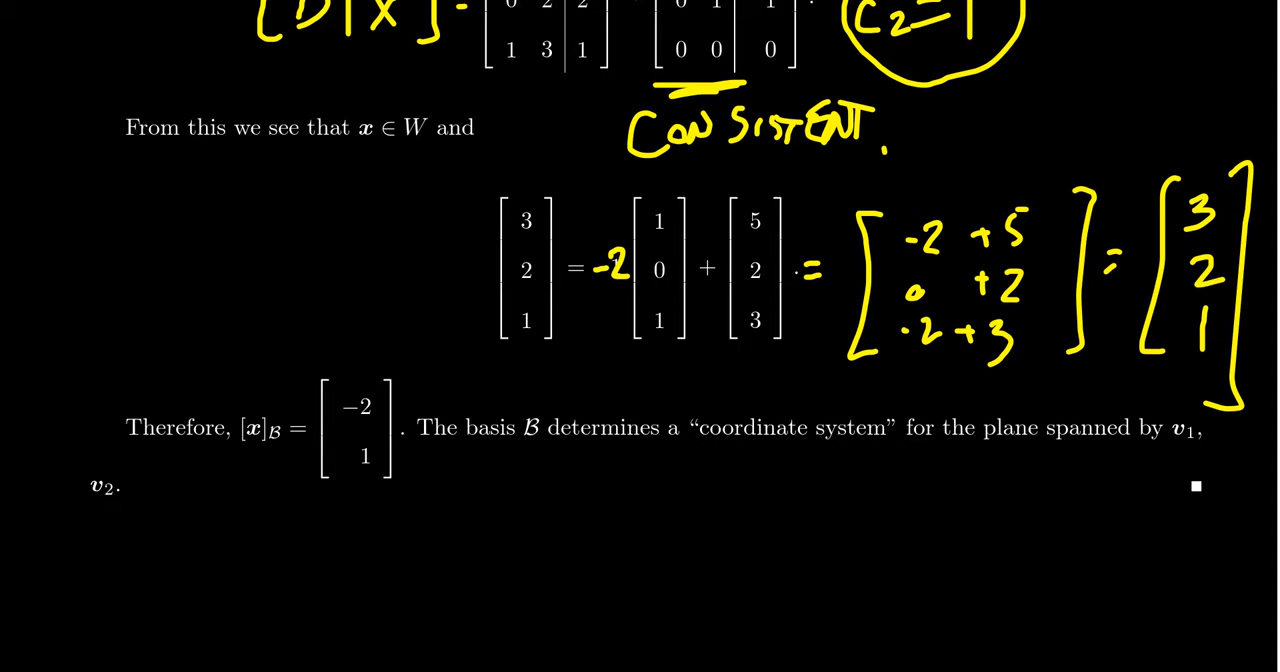 [B|X] = [ 0 2 | 2 ; 1 3 | 1 ] [ 0 1 | 1 ; 0 0 | 0 ]. C2=1
CONSISTENT.
From this we see that x ∈ W and
[ 3 ; 2 ; 1 ] = -2 [ 1 ; 0 ; 1 ] + [ 5 ; 2 ; 3 ] . = [ -2 +5 ; 0 +2 ; -2 +3 ] = [ 3 ; 2 ; 1 ]
Therefore, [x]_B = [ −2 ; 1 ]. The basis B determines a “coordinate system” for the plane spanned by v1,
v2. ■